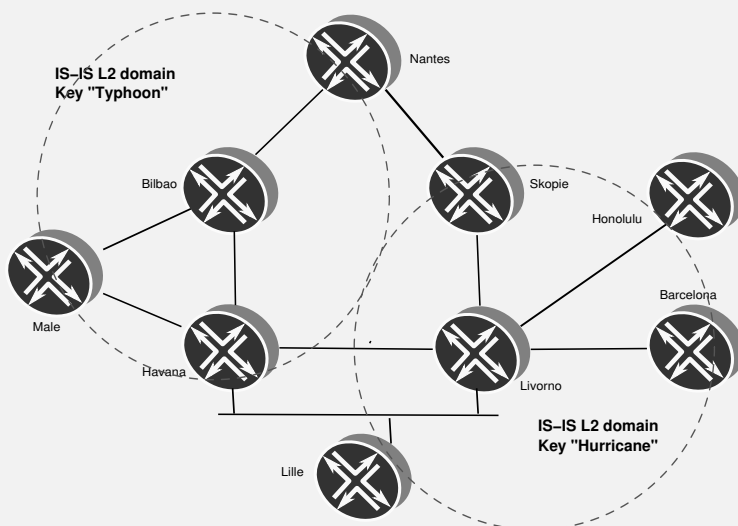 Nantes
IS–IS L2 domain
Key "Typhoon"
Bilbao
Skopie
Honolulu
Barcelona
Male
Havana
Livorno
IS–IS L2 domain
Key "Hurricane"
Lille